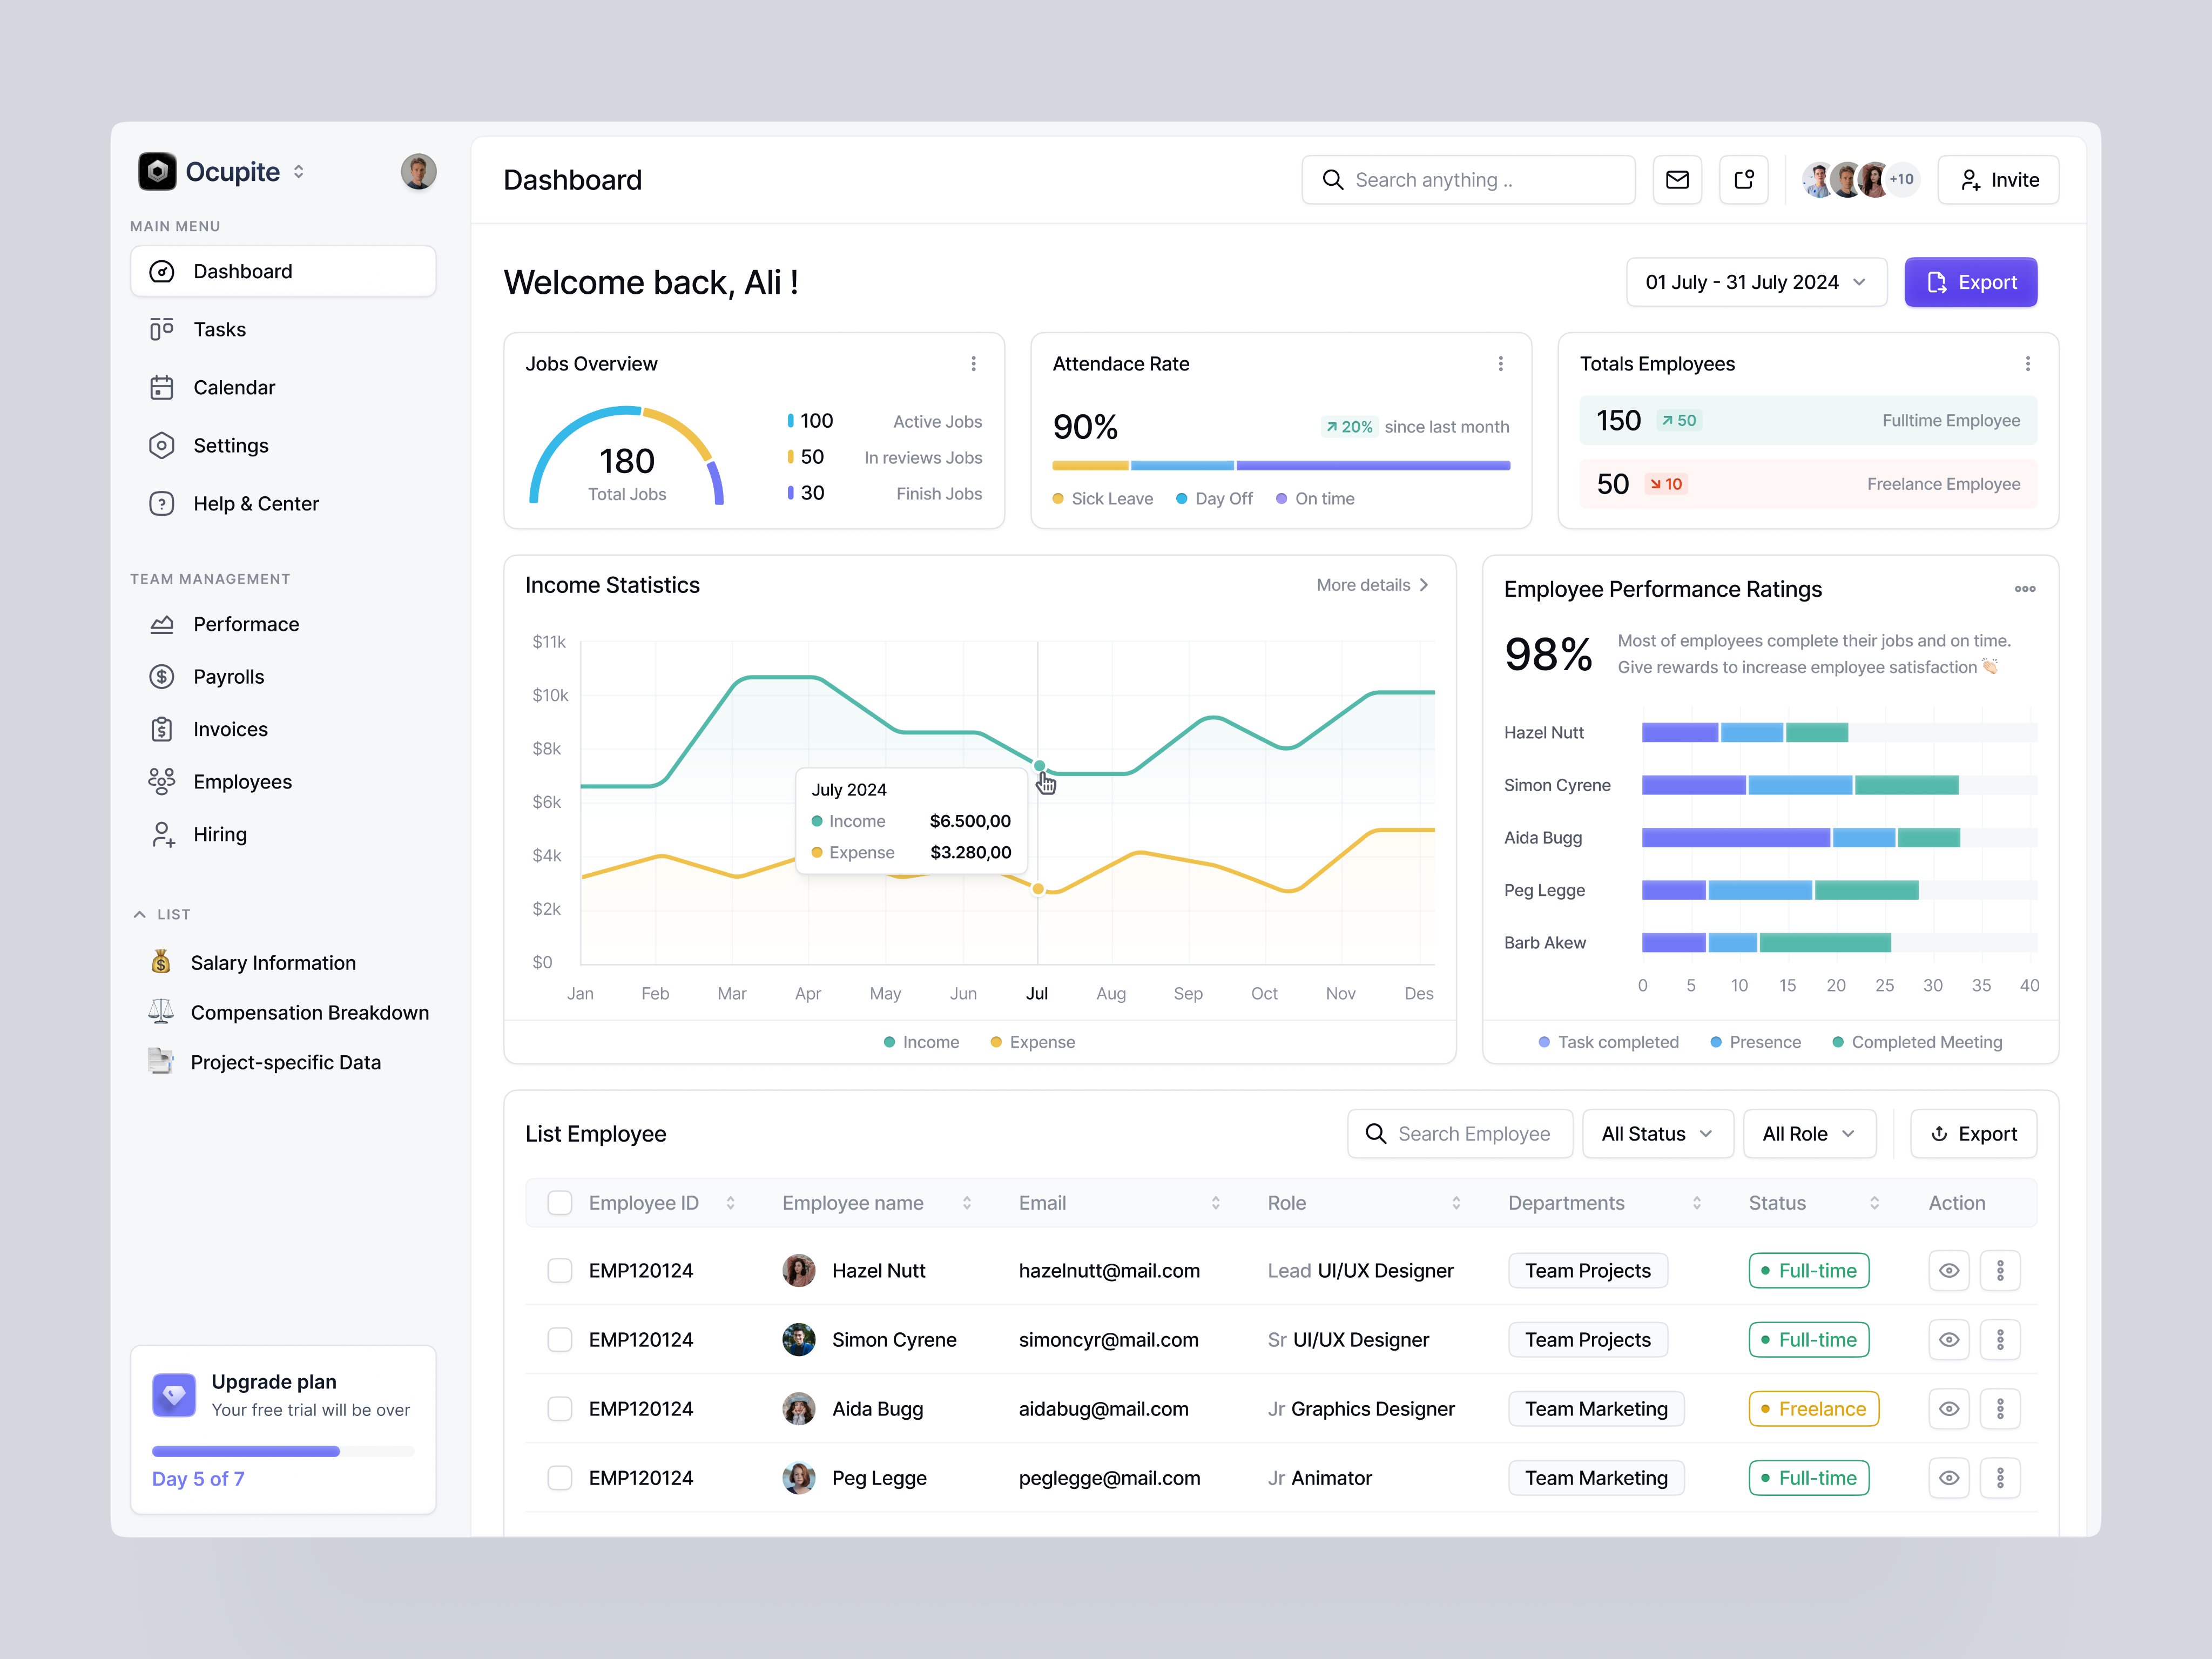 Ocupite
MAIN MENU
Dashboard
Tasks
Calendar
Settings
Help & Center
TEAM MANAGEMENT
Performace
Payrolls
Invoices
Employees
Hiring
LIST
Salary Information
Compensation Breakdown
Project-specific Data
Upgrade plan
Your free trial will be over
Day 5 of 7
Dashboard
Search anything ..
+10
Invite
Welcome back, Ali !
01 July - 31 July 2024
Export
Jobs Overview
180
Total Jobs
100 Active Jobs
50 In reviews Jobs
30 Finish Jobs
Attendace Rate
90%
20% since last month
Sick Leave Day Off On time
Totals Employees
150 50 Fulltime Employee
50 10 Freelance Employee
Income Statistics
More details
$11k
$10k
$8k
$6k
$4k
$2k
$0
July 2024
Income $6.500,00
Expense $3.280,00
Jan Feb Mar Apr May Jun Jul Aug Sep Oct Nov Des
Income Expense
Employee Performance Ratings
98%
Most of employees complete their jobs and on time.
Give rewards to increase employee satisfaction 👏🏻
Hazel Nutt
Simon Cyrene
Aida Bugg
Peg Legge
Barb Akew
0 5 10 15 20 25 30 35 40
Task completed Presence Completed Meeting
List Employee
Search Employee
All Status
All Role
Export
Employee ID Employee name Email Role Departments Status Action
EMP120124 Hazel Nutt hazelnutt@mail.com Lead UI/UX Designer Team Projects Full-time
EMP120124 Simon Cyrene simoncyr@mail.com Sr UI/UX Designer Team Projects Full-time
EMP120124 Aida Bugg aidabug@mail.com Jr Graphics Designer Team Marketing Freelance
EMP120124 Peg Legge peglegge@mail.com Jr Animator Team Marketing Full-time